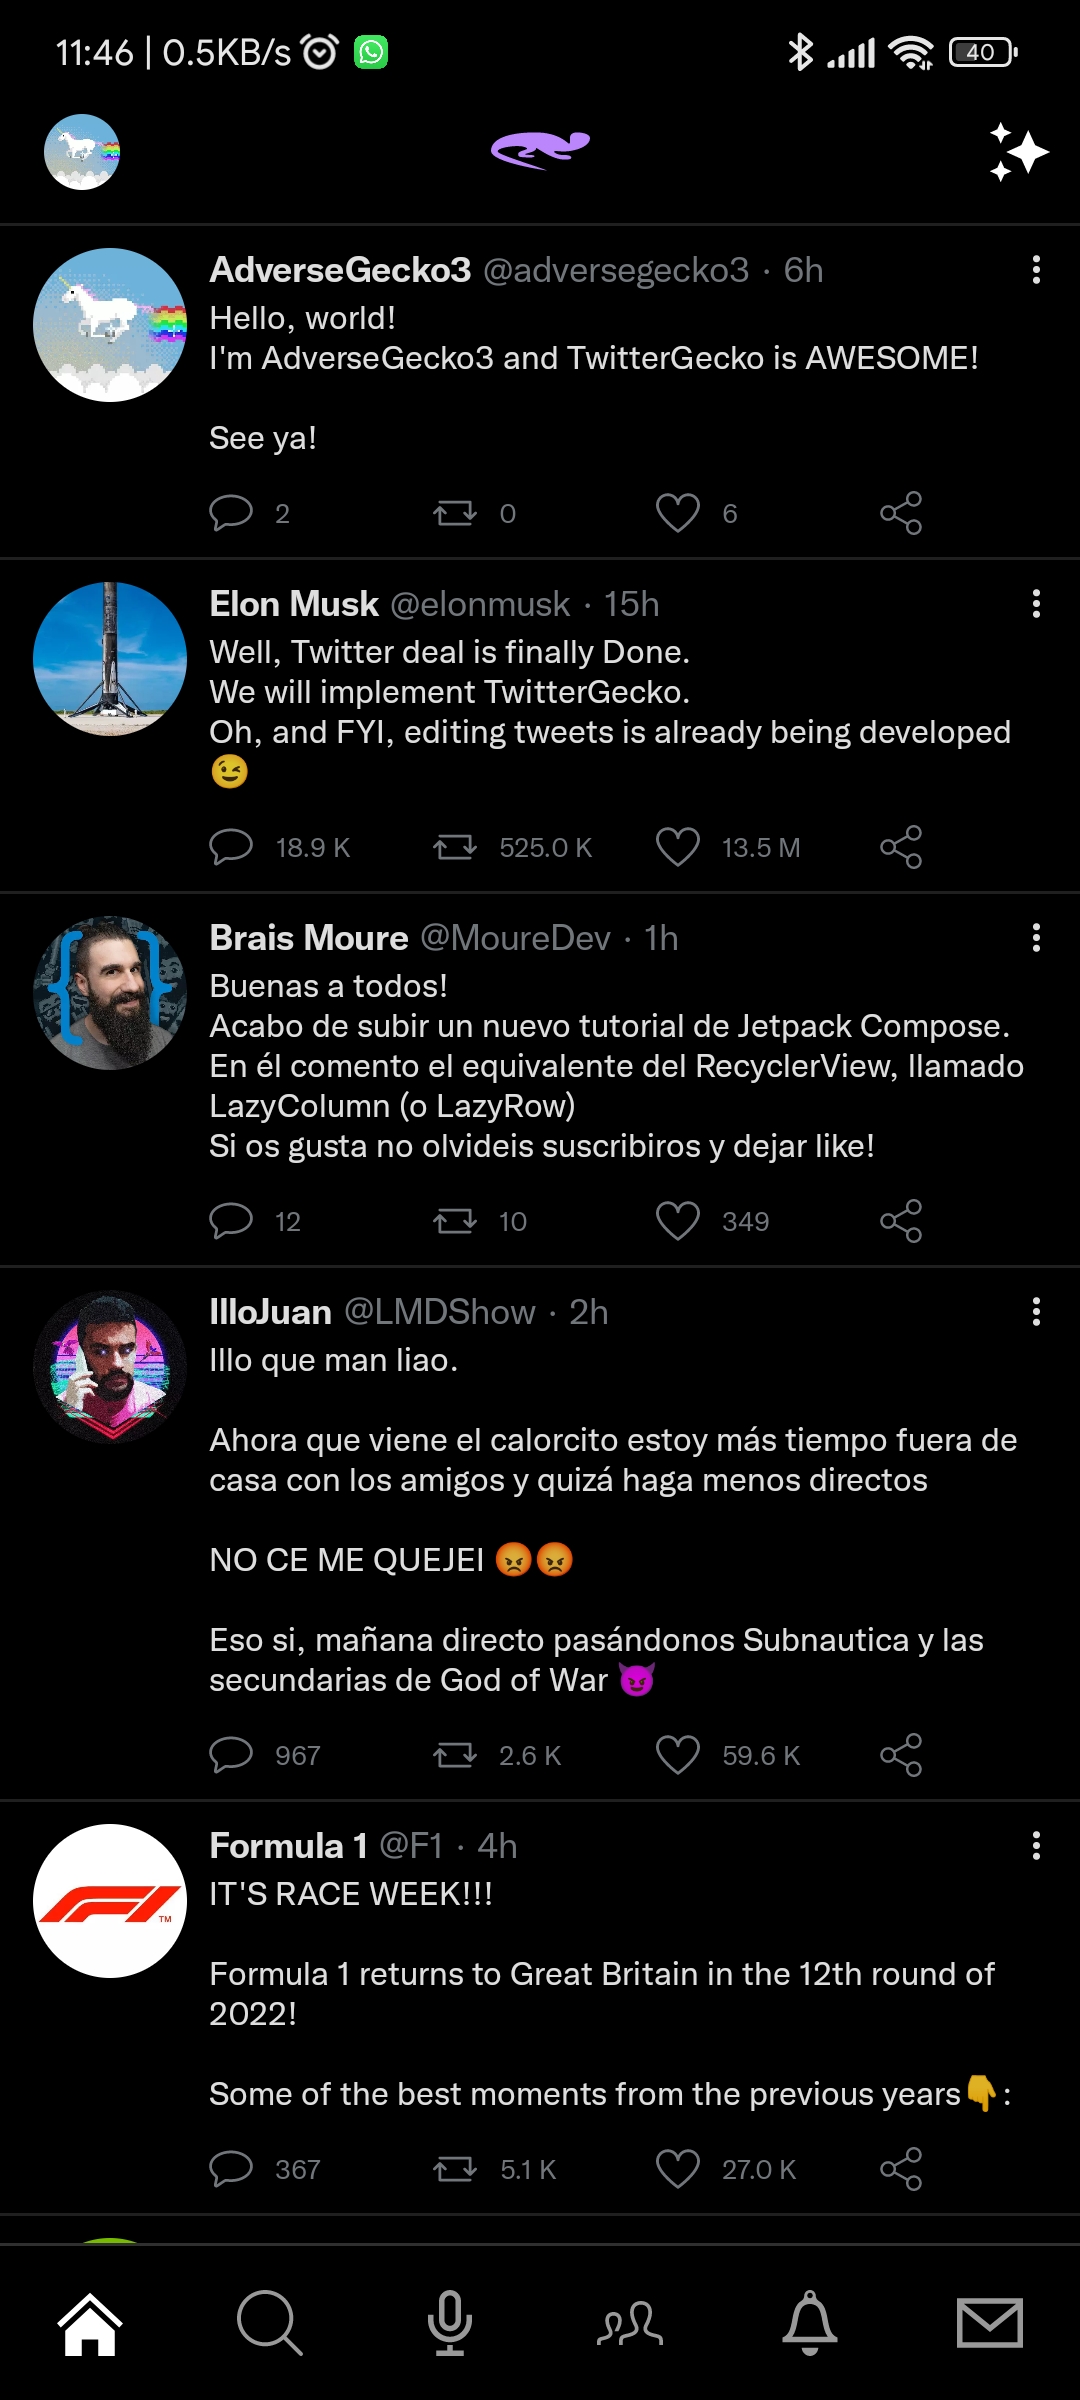 11:46 | 0.5KB/s
40
AdverseGecko3 @adversegecko3 · 6h
Hello, world!
I'm AdverseGecko3 and TwitterGecko is AWESOME!
See ya!
2 0 6
Elon Musk @elonmusk · 15h
Well, Twitter deal is finally Done.
We will implement TwitterGecko.
Oh, and FYI, editing tweets is already being developed
😉
18.9 K 525.0 K 13.5 M
Brais Moure @MoureDev · 1h
Buenas a todos!
Acabo de subir un nuevo tutorial de Jetpack Compose.
En él comento el equivalente del RecyclerView, llamado
LazyColumn (o LazyRow)
Si os gusta no olvideis suscribiros y dejar like!
12 10 349
IlloJuan @LMDShow · 2h
Illo que man liao.
Ahora que viene el calorcito estoy más tiempo fuera de
casa con los amigos y quizá haga menos directos
NO CE ME QUEJEI 😡😡
Eso si, mañana directo pasándonos Subnautica y las
secundarias de God of War 😈
967 2.6 K 59.6 K
Formula 1 @F1 · 4h
IT'S RACE WEEK!!!
Formula 1 returns to Great Britain in the 12th round of
2022!
Some of the best moments from the previous years👇:
367 5.1 K 27.0 K